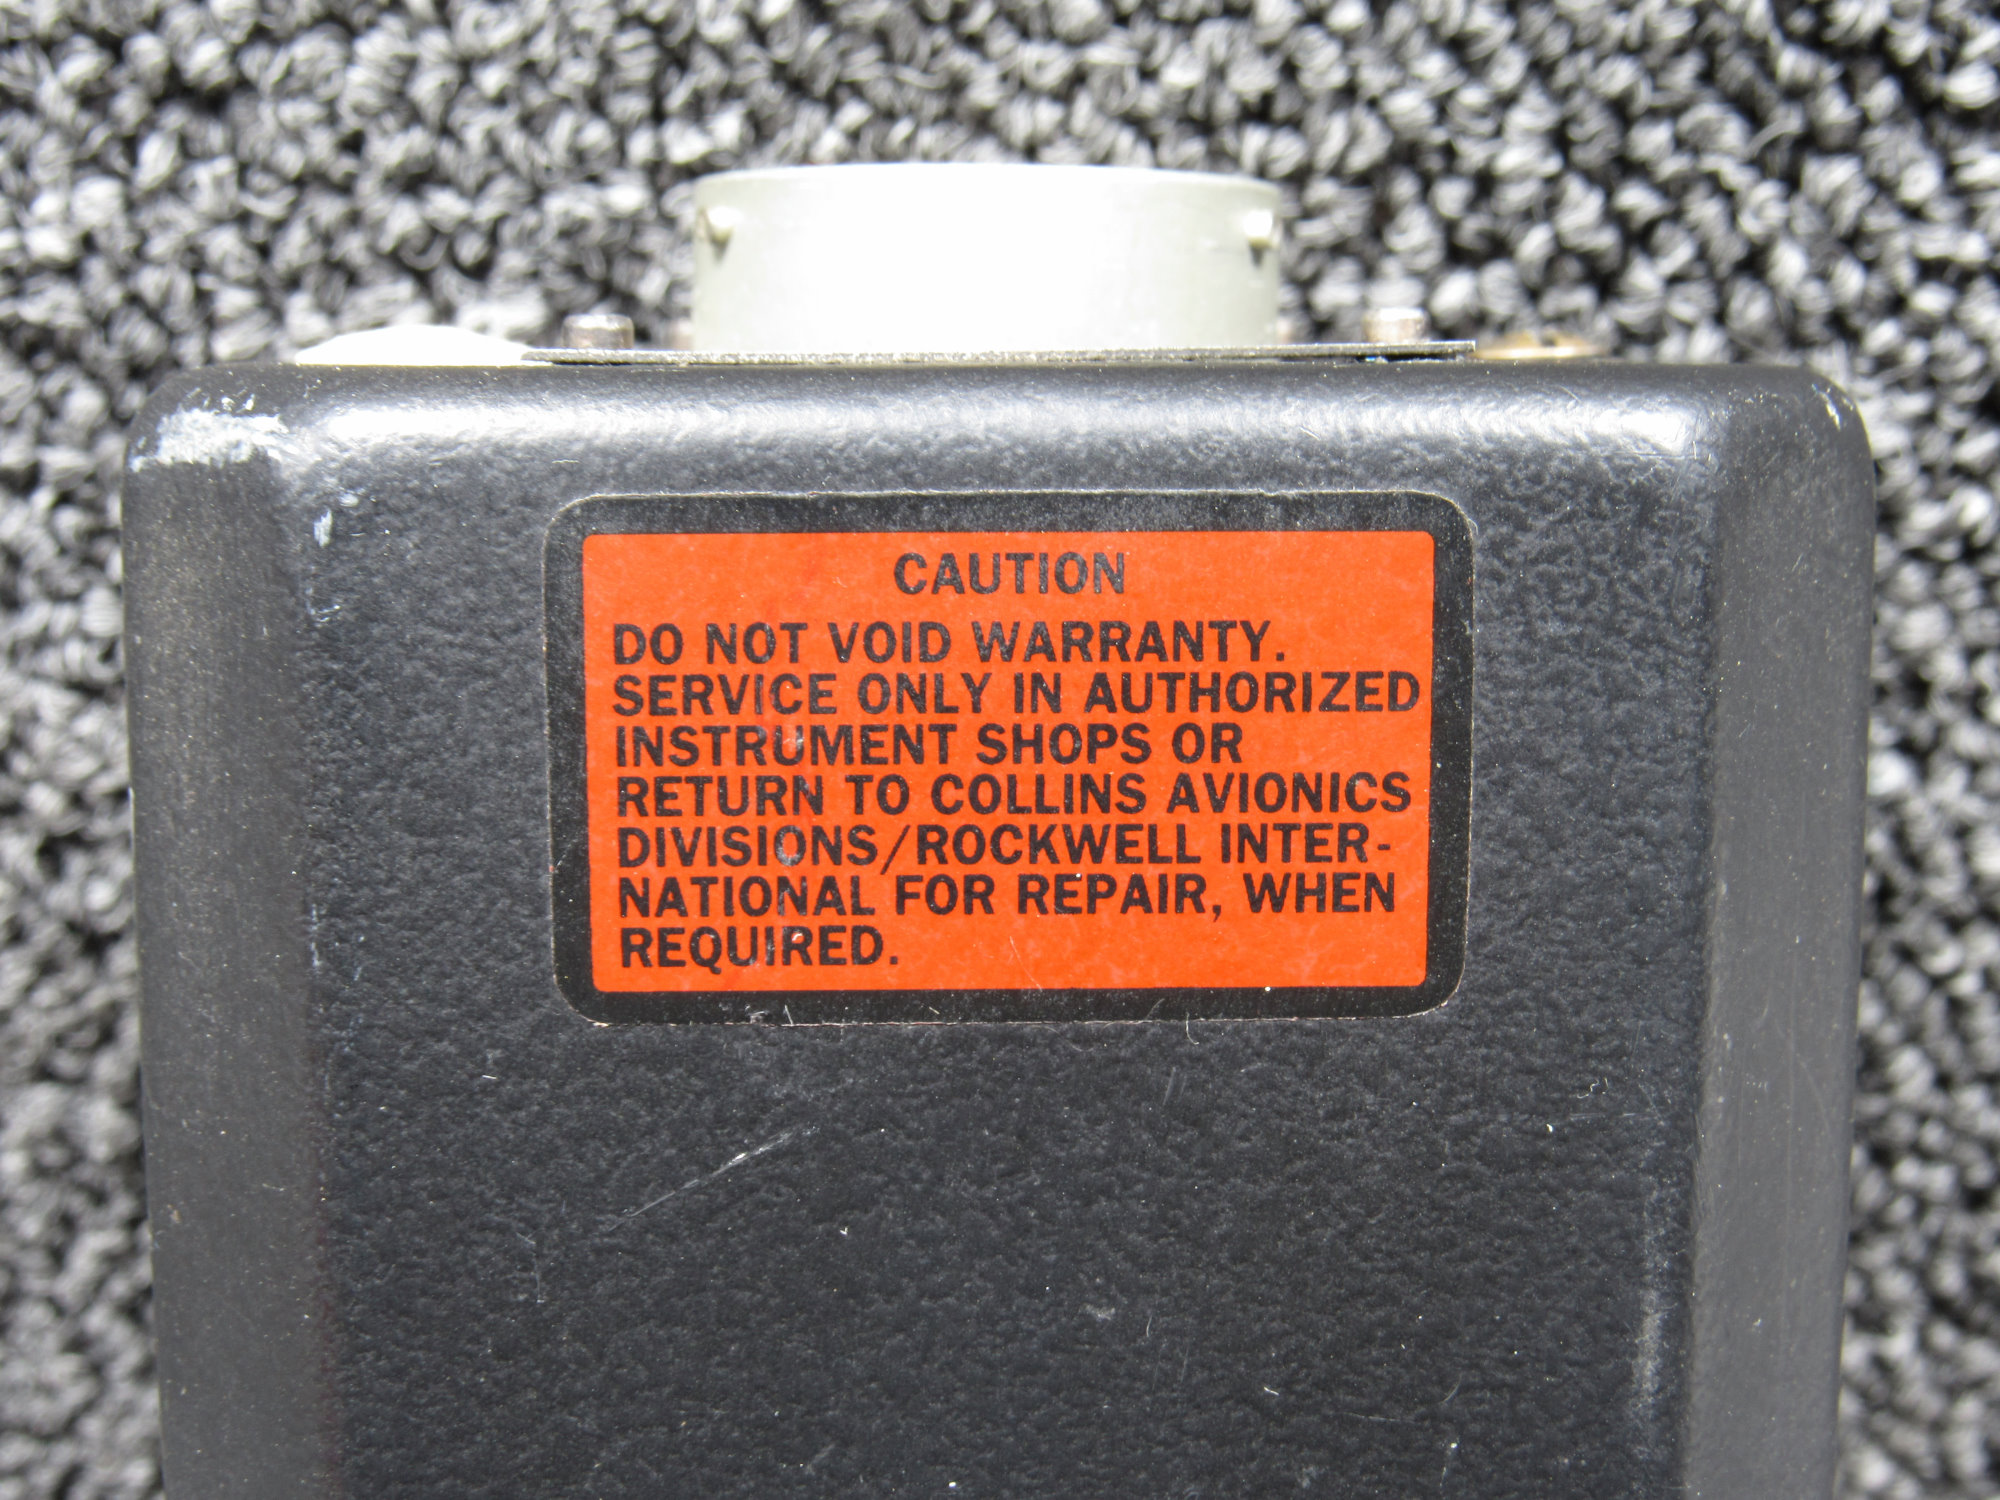 CAUTION
DO NOT VOID WARRANTY.
SERVICE ONLY IN AUTHORIZED
INSTRUMENT SHOPS OR
RETURN TO COLLINS AVIONICS
DIVISIONS/ROCKWELL INTER-
NATIONAL FOR REPAIR, WHEN
REQUIRED.